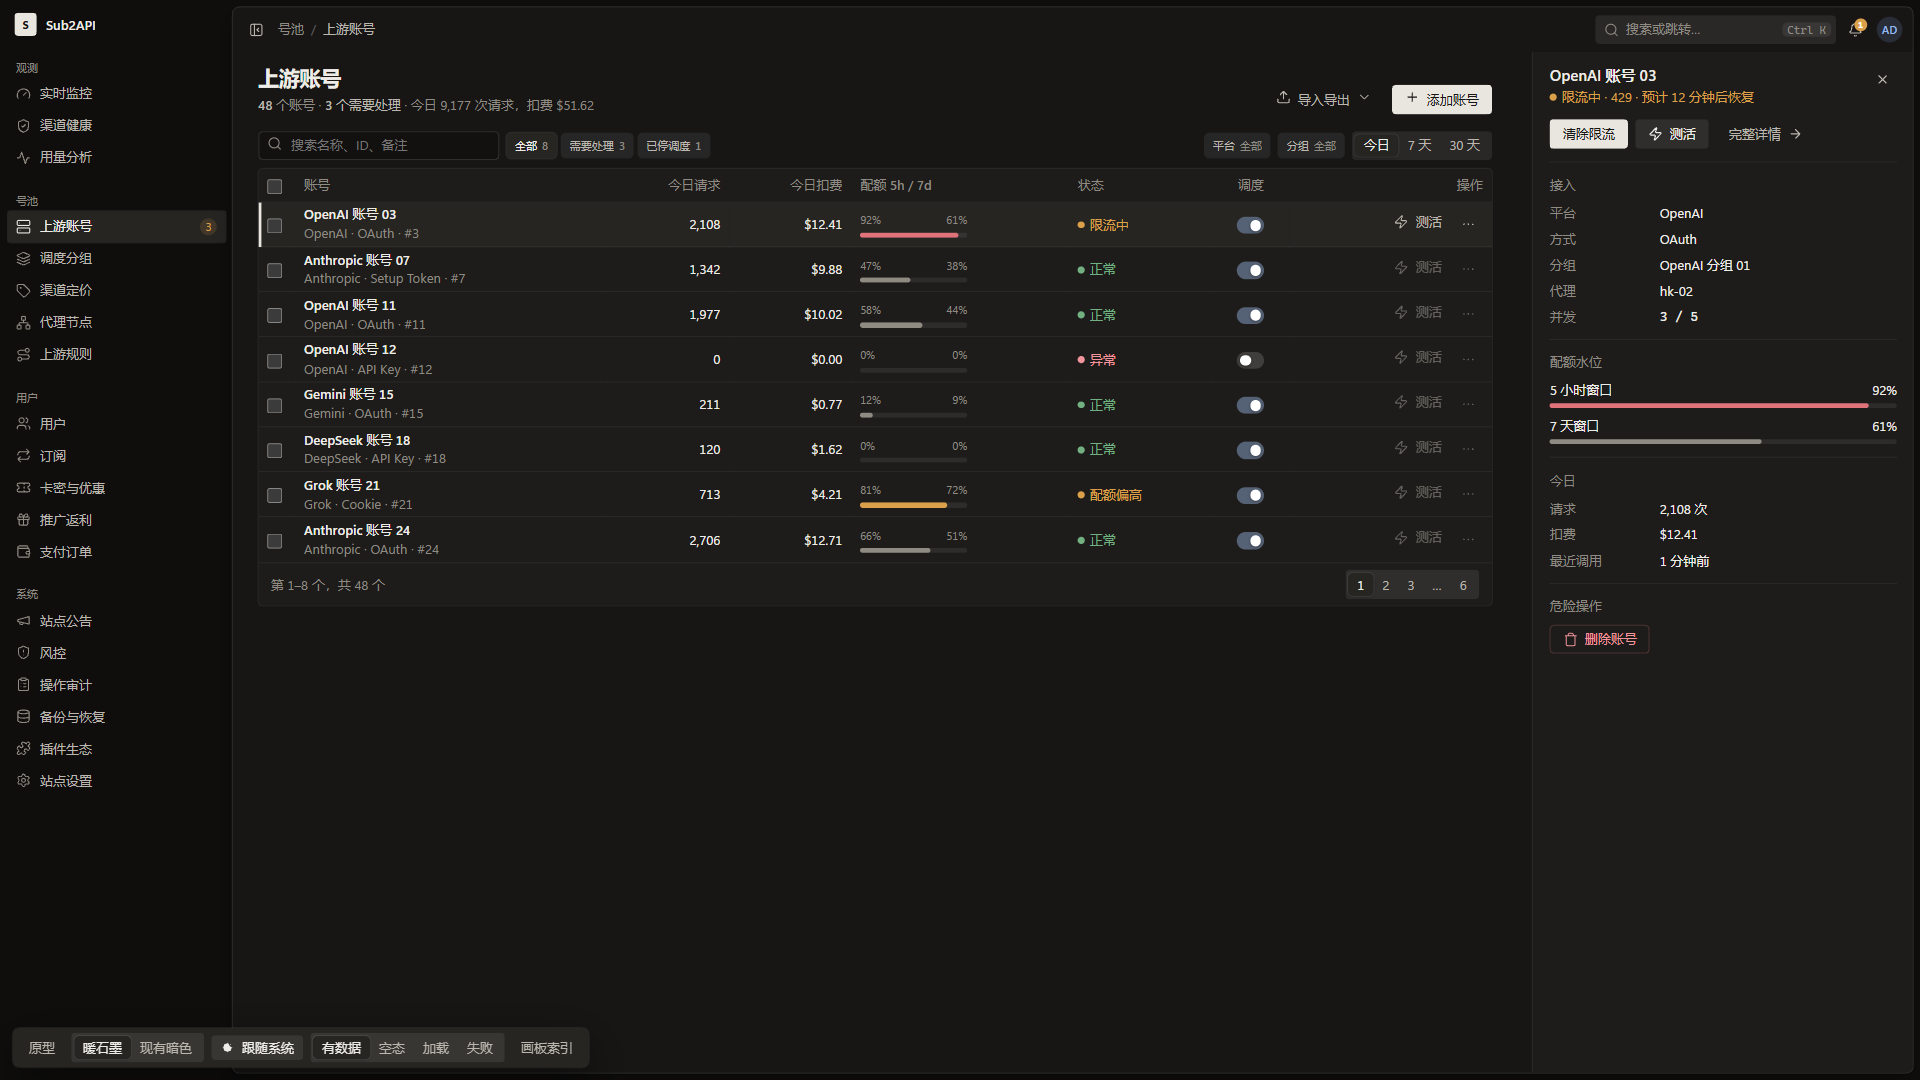 S Sub2API
观测
实时监控
渠道健康
用量分析
号池
上游账号 3
调度分组
渠道定价
代理节点
上游规则
用户
用户
订阅
卡密与优惠
推广返利
支付订单
系统
站点公告
风控
操作审计
备份与恢复
插件生态
站点设置
号池 / 上游账号
搜索或跳转... Ctrl K
1
AD
上游账号
48 个账号 · 3 个需要处理 · 今日 9,177 次请求，扣费 $51.62
导入导出
添加账号
搜索名称、ID、备注
全部 8
需要处理 3
已停调度 1
平台 全部
分组 全部
今日 7 天 30 天
账号 今日请求 今日扣费 配额 5h / 7d 状态 调度 操作
OpenAI 账号 03
OpenAI · OAuth · #3
2,108 $12.41 92% 61% 限流中 测活 ...
Anthropic 账号 07
Anthropic · Setup Token · #7
1,342 $9.88 47% 38% 正常 测活 ...
OpenAI 账号 11
OpenAI · OAuth · #11
1,977 $10.02 58% 44% 正常 测活 ...
OpenAI 账号 12
OpenAI · API Key · #12
0 $0.00 0% 0% 异常 测活 ...
Gemini 账号 15
Gemini · OAuth · #15
211 $0.77 12% 9% 正常 测活 ...
DeepSeek 账号 18
DeepSeek · API Key · #18
120 $1.62 0% 0% 正常 测活 ...
Grok 账号 21
Grok · Cookie · #21
713 $4.21 81% 72% 配额偏高 测活 ...
Anthropic 账号 24
Anthropic · OAuth · #24
2,706 $12.71 66% 51% 正常 测活 ...
第 1–8 个，共 48 个
1 2 3 ... 6
OpenAI 账号 03
限流中 · 429 · 预计 12 分钟后恢复
清除限流 测活 完整详情
接入
平台 OpenAI
方式 OAuth
分组 OpenAI 分组 01
代理 hk-02
并发 3 / 5
配额水位
5 小时窗口 92%
7 天窗口 61%
今日
请求 2,108 次
扣费 $12.41
最近调用 1 分钟前
危险操作
删除账号
原型 暖石墨 现有暗色 跟随系统 有数据 空态 加载 失败 画板索引